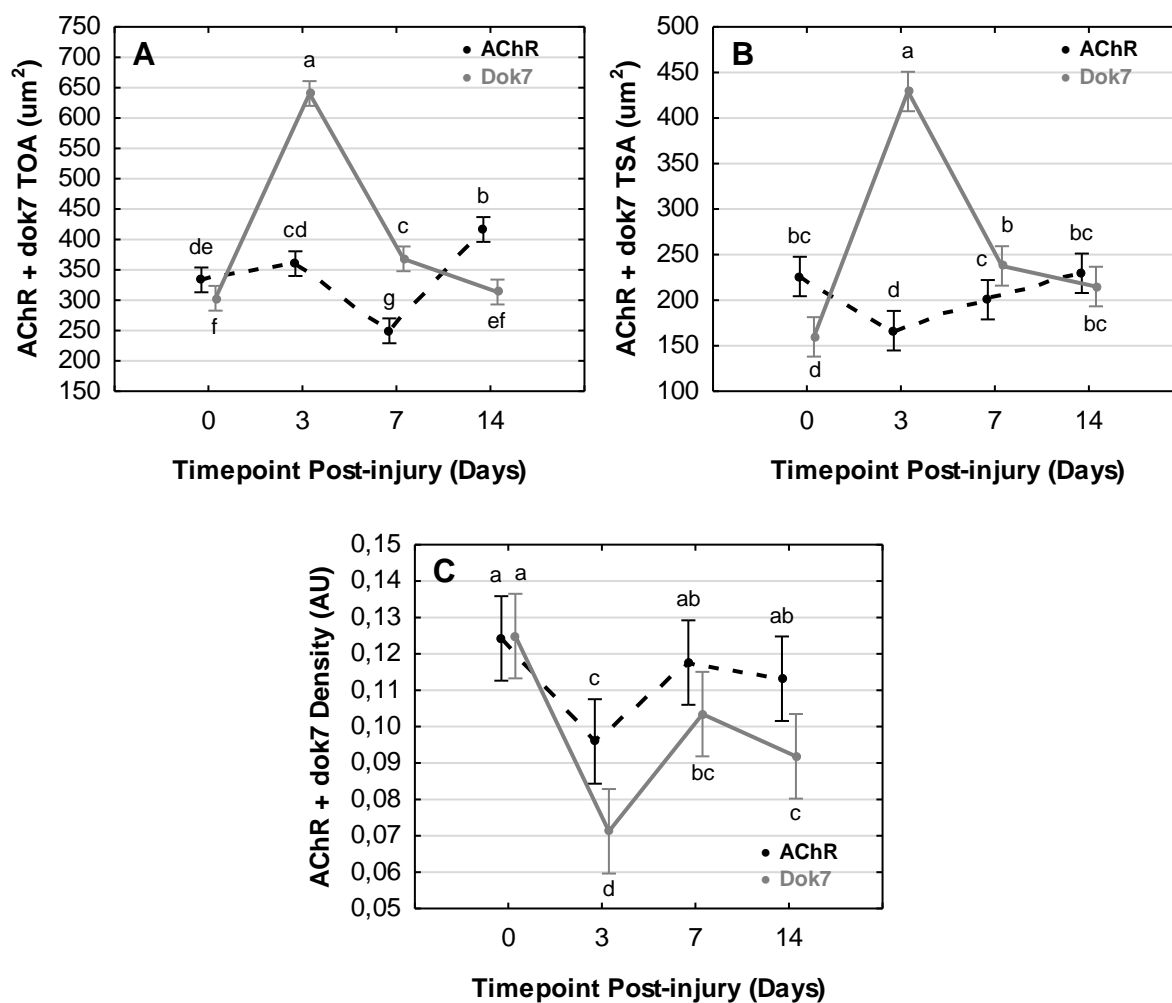 A
AChR
Dok7
AChR + dok7 TOA (um²)
750
700
650
600
550
500
450
400
350
300
250
200
150
a
b
cd
c
de
g
f
ef
0 3 7 14
Timepoint Post-injury (Days)
B
AChR
Dok7
AChR + dok7 TSA (um²)
500
450
400
350
300
250
200
150
100
a
bc
b
bc
c
d
bc
d
0 3 7 14
Timepoint Post-injury (Days)
C
AChR + dok7 Density (AU)
0,15
0,14
0,13
0,12
0,11
0,10
0,09
0,08
0,07
0,06
0,05
a a
ab
ab
c
bc
c
d
AChR
Dok7
0 3 7 14
Timepoint Post-injury (Days)